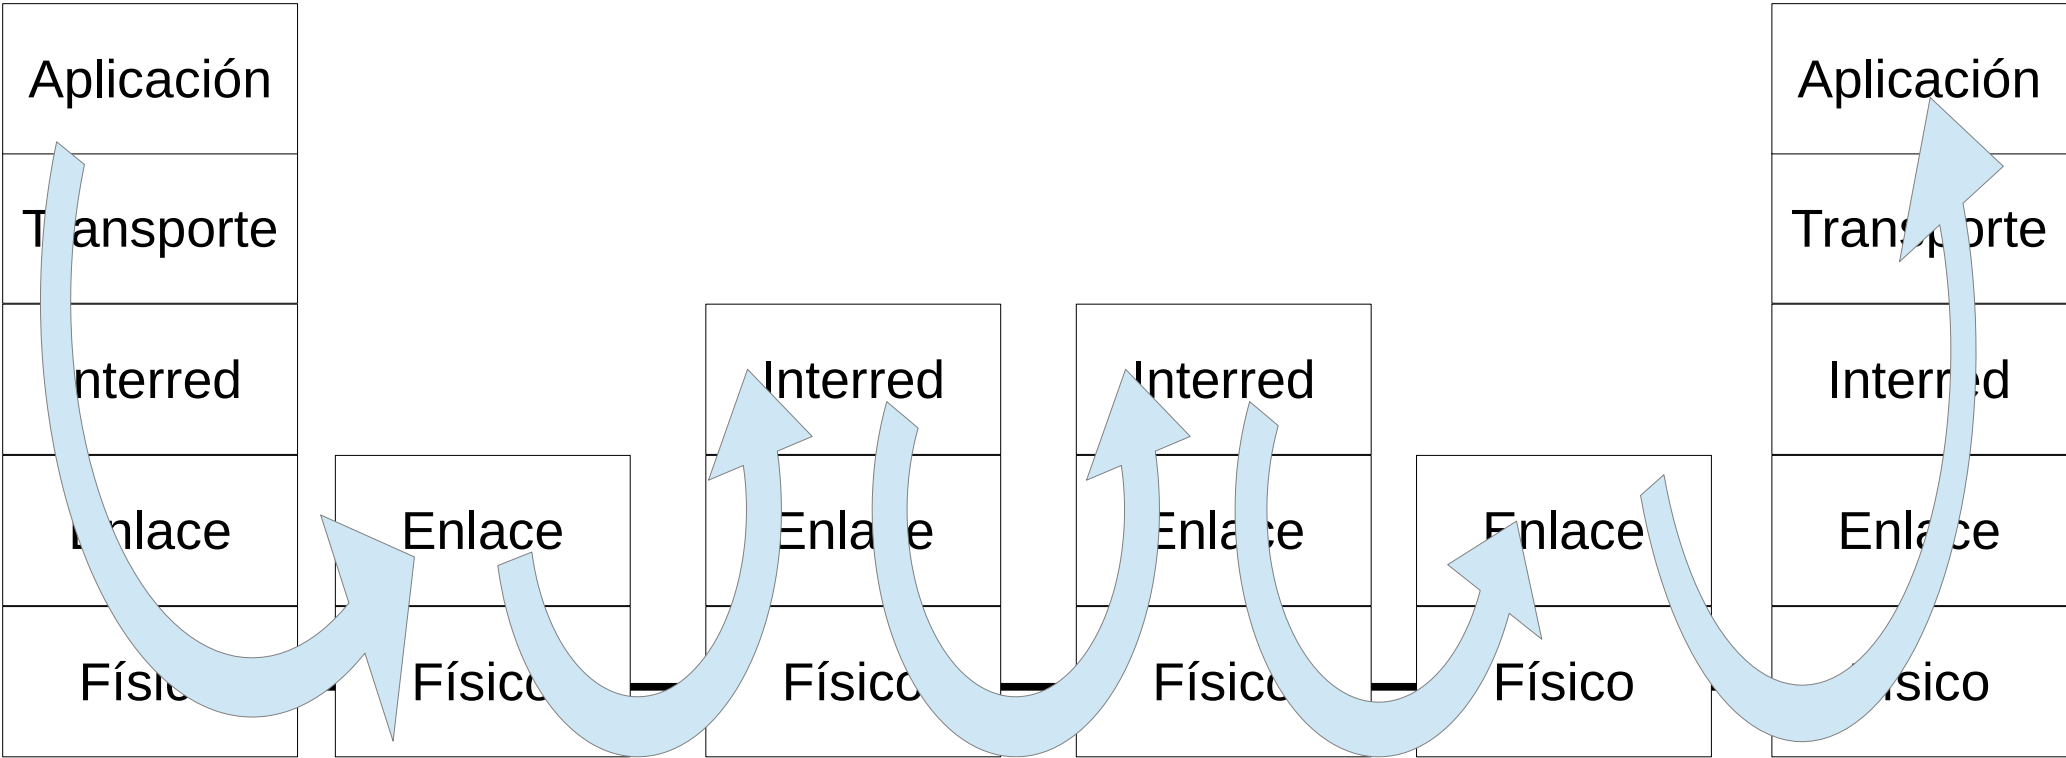 Aplicación
Transporte
Interred
Enlace
Físico
Enlace
Físico
Interred
Enlace
Físico
Interred
Enlace
Físico
Enlace
Físico
Aplicación
Transporte
Interred
Enlace
Físico